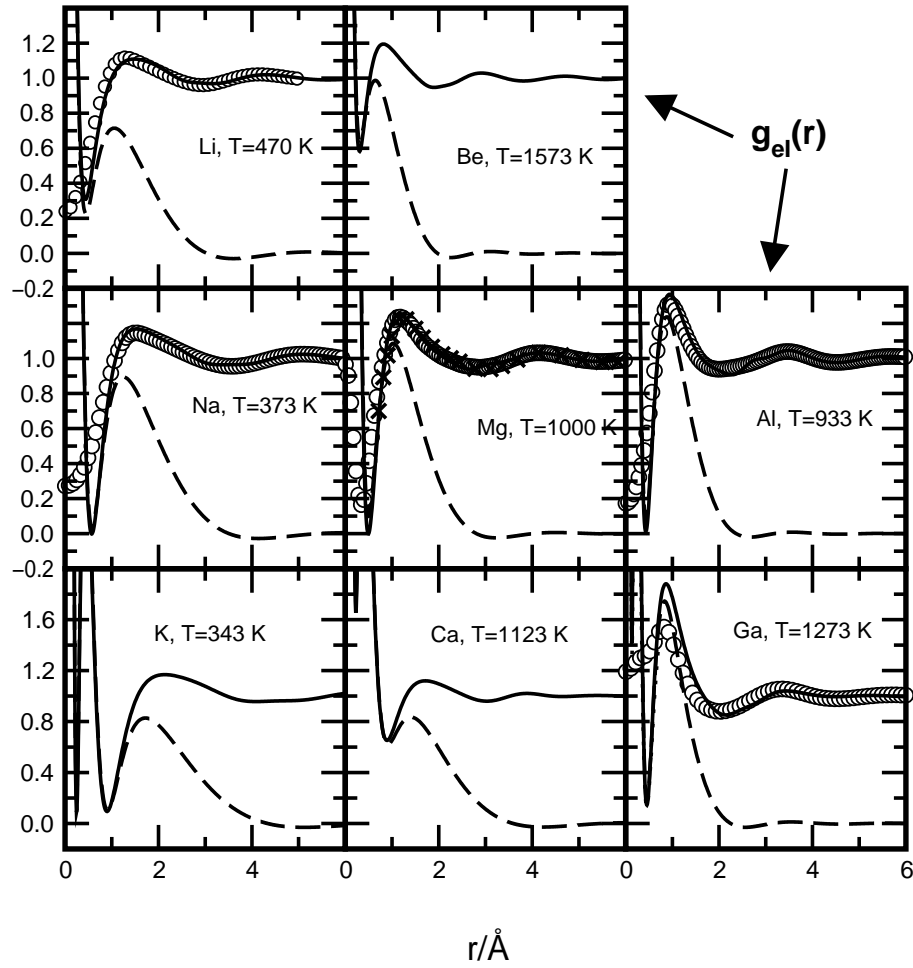 1.2
1.0
0.8
0.6
0.4
0.2
0.0
−0.2
Li, T=470 K
Be, T=1573 K
g_el(r)
1.0
0.8
0.6
0.4
0.2
0.0
−0.2
Na, T=373 K
Mg, T=1000 K
Al, T=933 K
1.6
1.2
0.8
0.4
0.0
K, T=343 K
Ca, T=1123 K
Ga, T=1273 K
0 2 4 0 2 4 0 2 4 6
r/Å